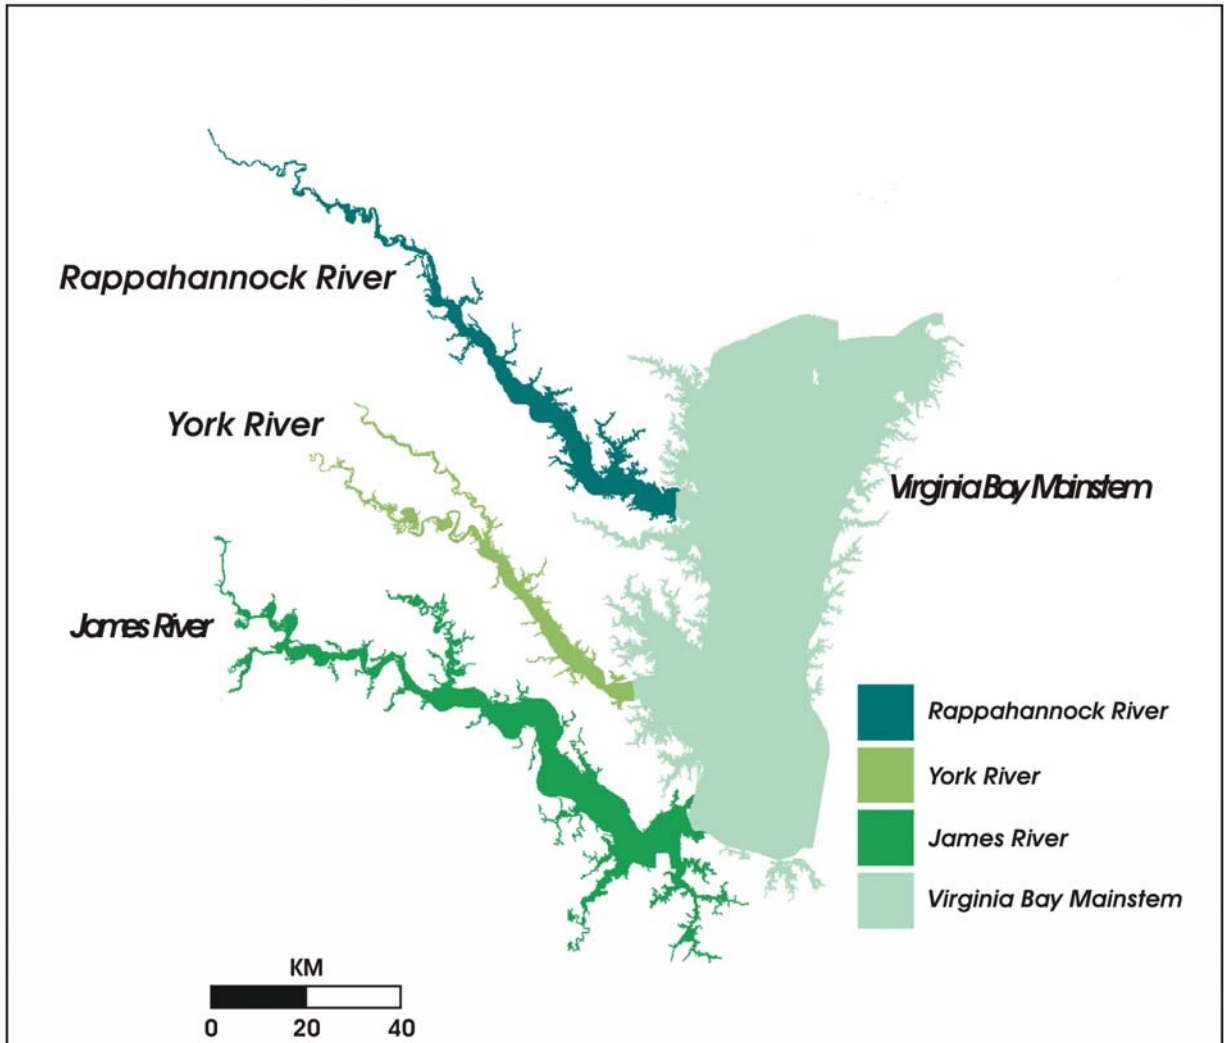 Rappahannock River
York River
Virginia Bay Mainstem
James River
Rappahannock River
York River
James River
Virginia Bay Mainstem
KM
0 20 40